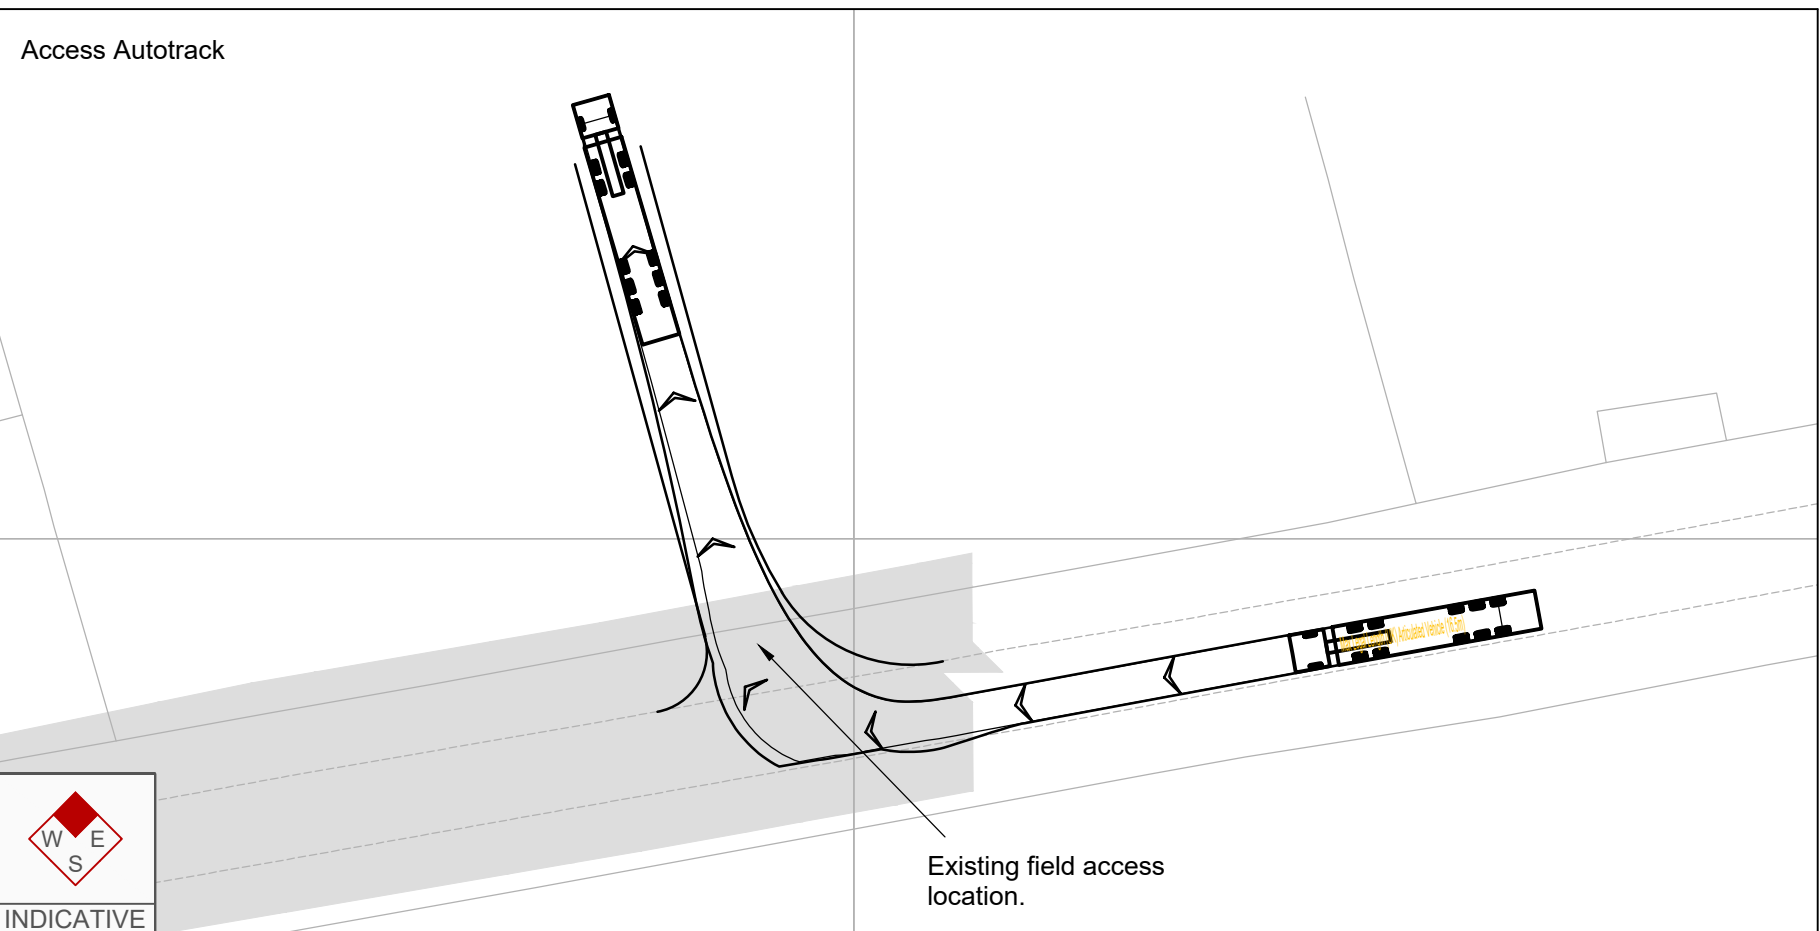 Access Autotrack
Articulated Vehicle (16.5m)
Existing field access
location.
W E
S
INDICATIVE